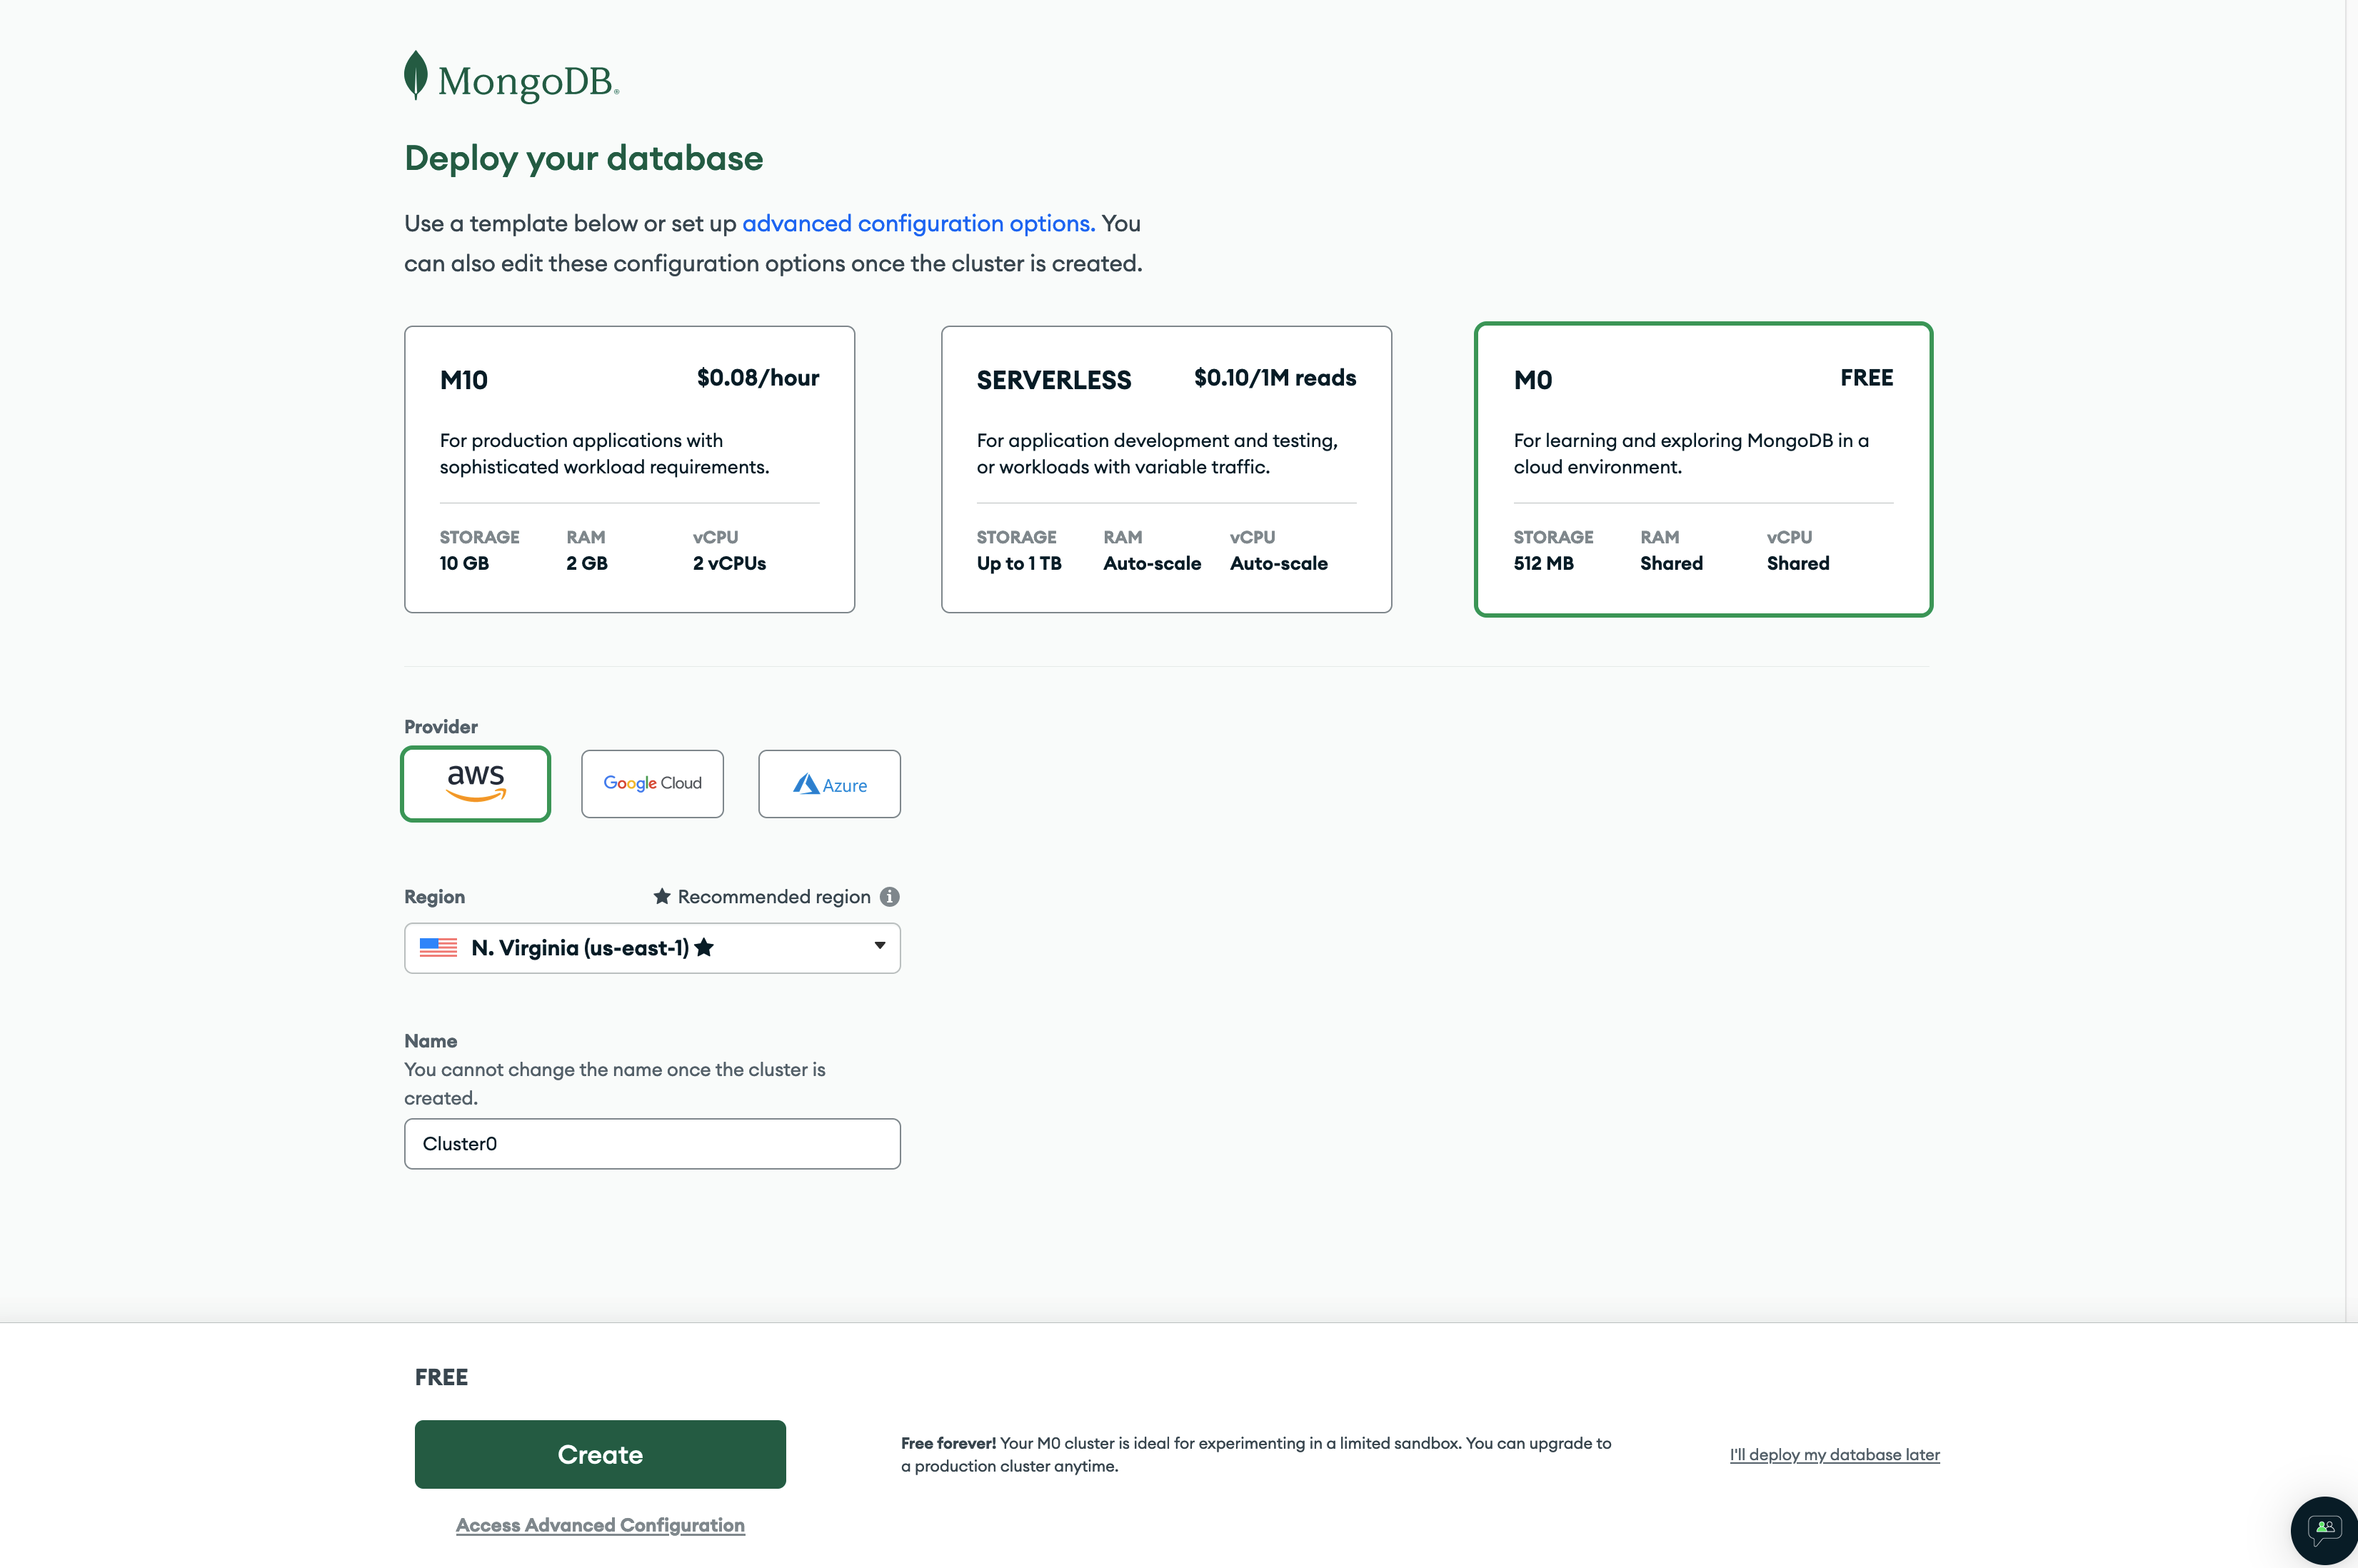 MongoDB®
Deploy your database
Use a template below or set up advanced configuration options. You
can also edit these configuration options once the cluster is created.
M10 $0.08/hour
For production applications with
sophisticated workload requirements.
STORAGE RAM vCPU
10 GB 2 GB 2 vCPUs
SERVERLESS $0.10/1M reads
For application development and testing,
or workloads with variable traffic.
STORAGE RAM vCPU
Up to 1 TB Auto-scale Auto-scale
M0 FREE
For learning and exploring MongoDB in a
cloud environment.
STORAGE RAM vCPU
512 MB Shared Shared
Provider
aws
Google Cloud
Azure
Region ★ Recommended region
N. Virginia (us-east-1) ★
Name
You cannot change the name once the cluster is
created.
Cluster0
FREE
Create
Access Advanced Configuration
Free forever! Your M0 cluster is ideal for experimenting in a limited sandbox. You can upgrade to
a production cluster anytime.
I'll deploy my database later